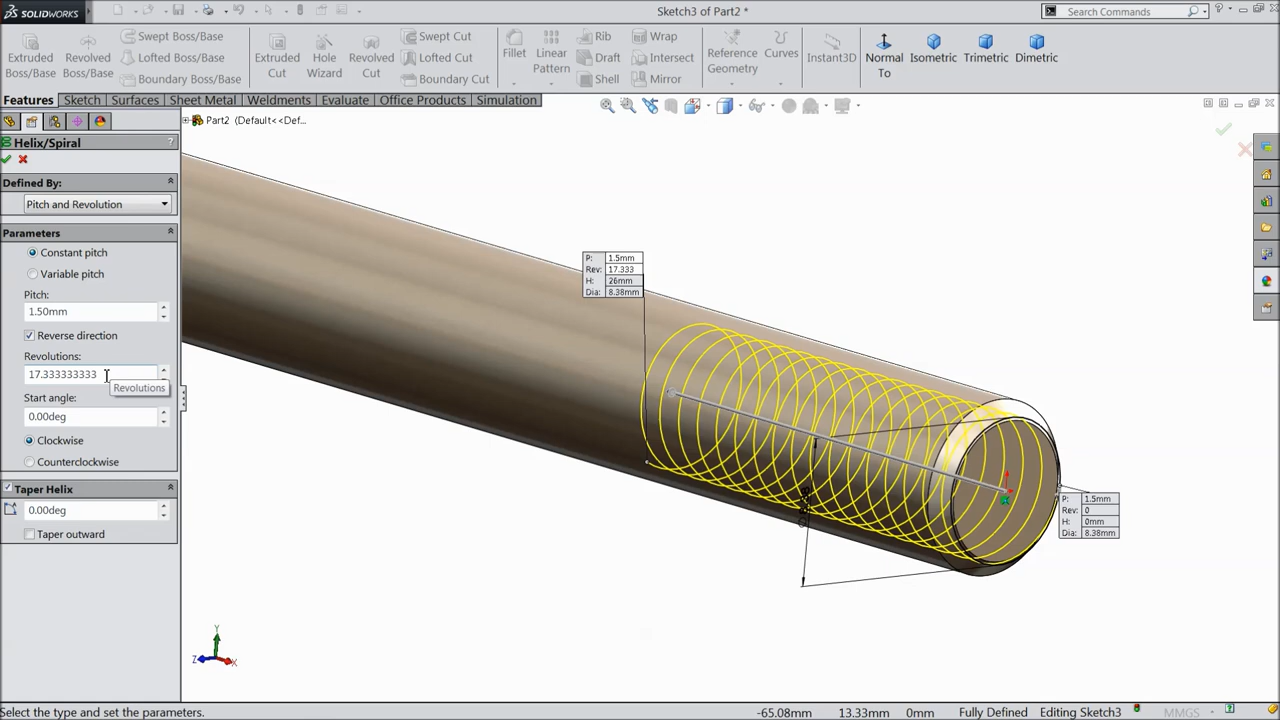 SOLIDWORKS
Sketch3 of Part2 *
Search Commands
Extruded Boss/Base
Revolved Boss/Base
Swept Boss/Base
Lofted Boss/Base
Boundary Boss/Base
Extruded Cut
Hole Wizard
Revolved Cut
Swept Cut
Lofted Cut
Boundary Cut
Fillet
Linear Pattern
Rib
Draft
Shell
Wrap
Intersect
Mirror
Reference Geometry
Curves
Instant3D
Normal To
Isometric
Trimetric
Dimetric
Features
Sketch
Surfaces
Sheet Metal
Weldments
Evaluate
Office Products
Simulation
Part2 (Default<<Def...
Helix/Spiral
?
Defined By:
Pitch and Revolution
Parameters
Constant pitch
Variable pitch
Pitch:
1.50mm
Reverse direction
Revolutions:
17.333333333
Revolutions
Start angle:
0.00deg
Clockwise
Counterclockwise
Taper Helix
0.00deg
Taper outward
P: 1.5mm
Rev: 17.333
H: 26mm
Dia: 8.38mm
P: 1.5mm
Rev: 0
H: 0mm
Dia: 8.38mm
Y
Z
X
Select the type and set the parameters.
-65.08mm
13.33mm
0mm
Fully Defined
Editing Sketch3
MMGS